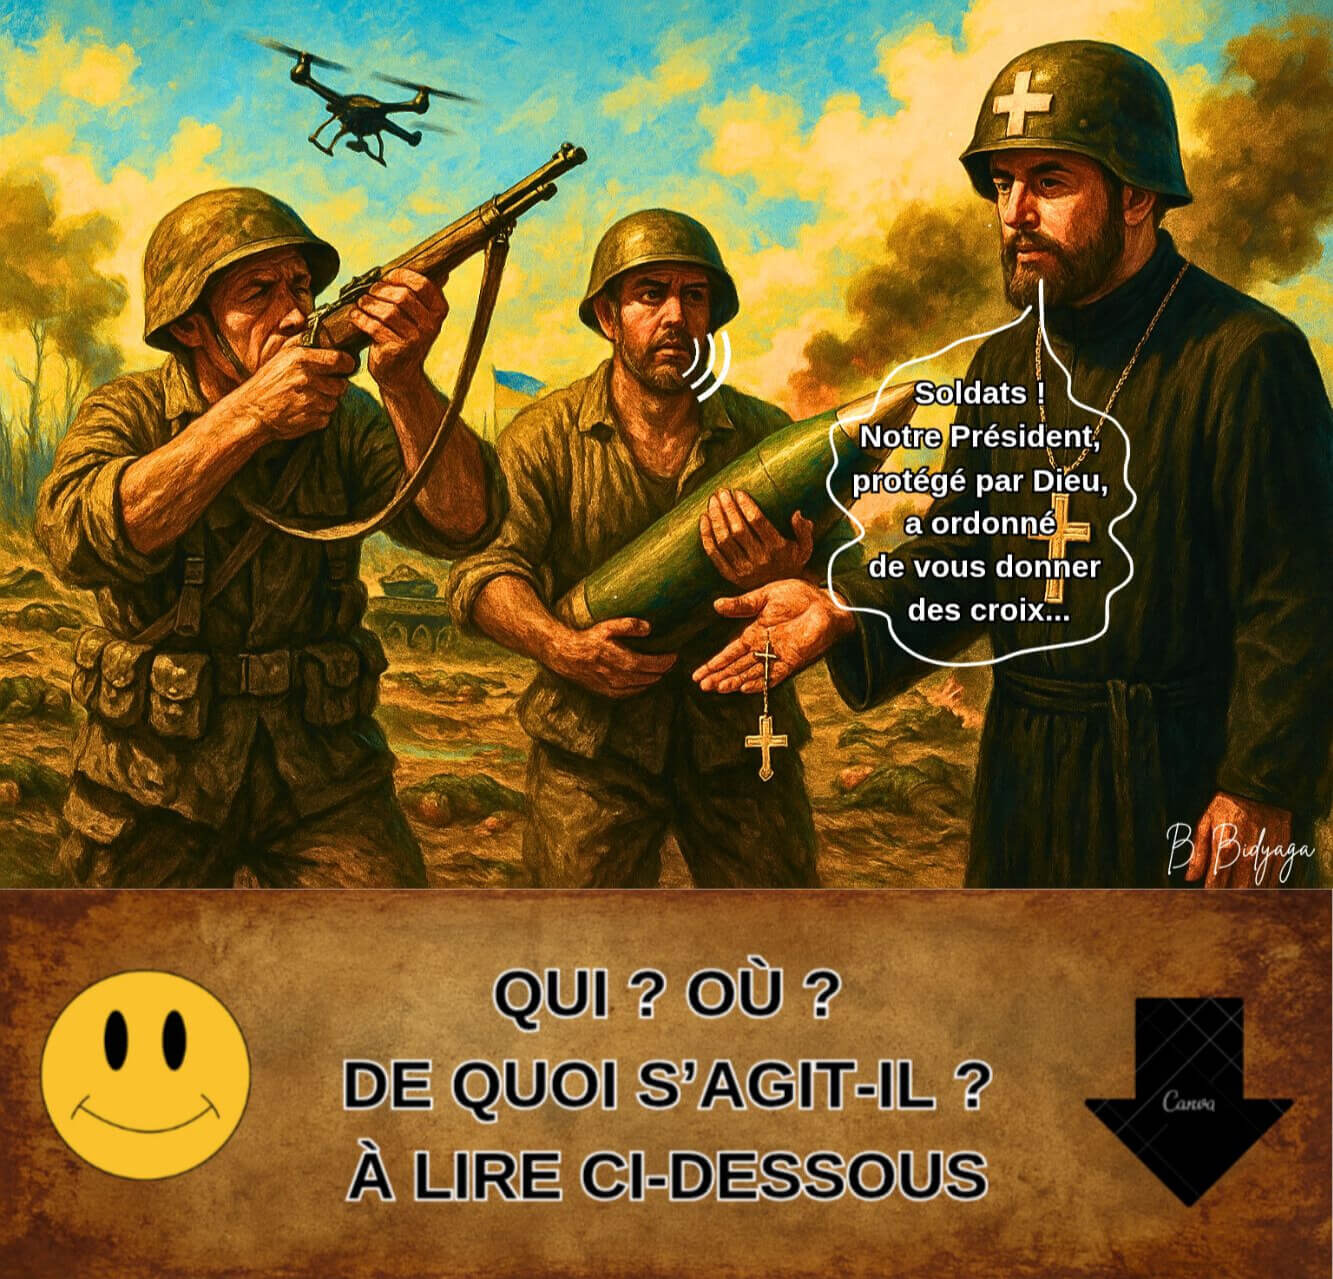 Soldats !
Notre Président,
protégé par Dieu,
a ordonné
de vous donner
des croix...
B. Bidyaga
QUI ? OÙ ?
DE QUOI S’AGIT-IL ?
À LIRE CI-DESSOUS
Canva